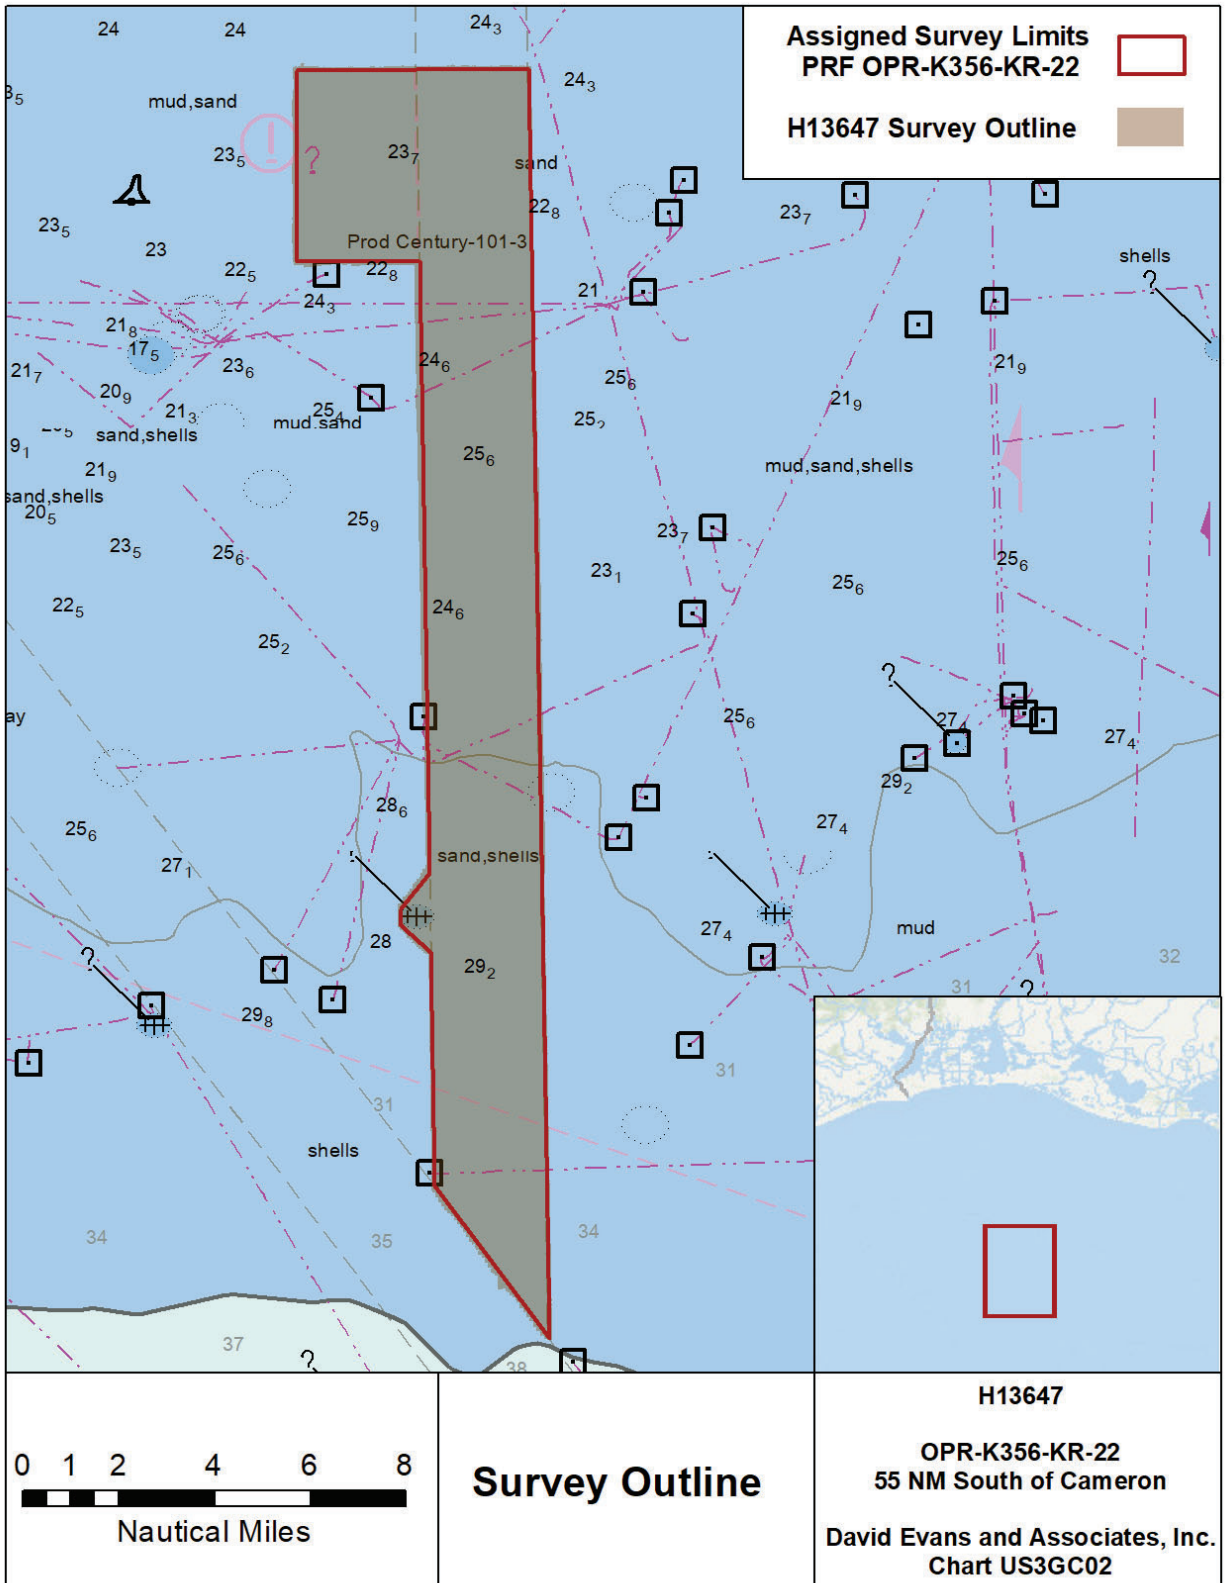 24 24 24₃
Assigned Survey Limits
PRF OPR-K356-KR-22
H13647 Survey Outline
3₅ mud,sand 24₃
23₅ ? 23₇ sand
22₈ 23₇
23₅ 23 Prod Century-101-3
22₅ 22₈ shells
24₃ 21 ?
21₈
17₅ 23₆ 24₆ 21₉
21₇ 20₉ 25₆ 21₉
21₃ 25₄ 25₂
sand,shells mud,sand
9₁ 25₆
21₉ mud,sand,shells
sand,shells
20₅ 25₉
23₅ 25₆ 23₇ 25₆
23₁ 25₆
22₅ 24₆
25₂
?
ay 25₆ 27₄ 27₄
29₂
28₆
25₆ 27₄
27₁ sand,shells
?
28 27₄ mud
29₂ 32
31 ?
29₈
31
31
shells
34 35 34
37 ? 38
0 1 2 4 6 8
Nautical Miles
Survey Outline
H13647
OPR-K356-KR-22
55 NM South of Cameron
David Evans and Associates, Inc.
Chart US3GC02